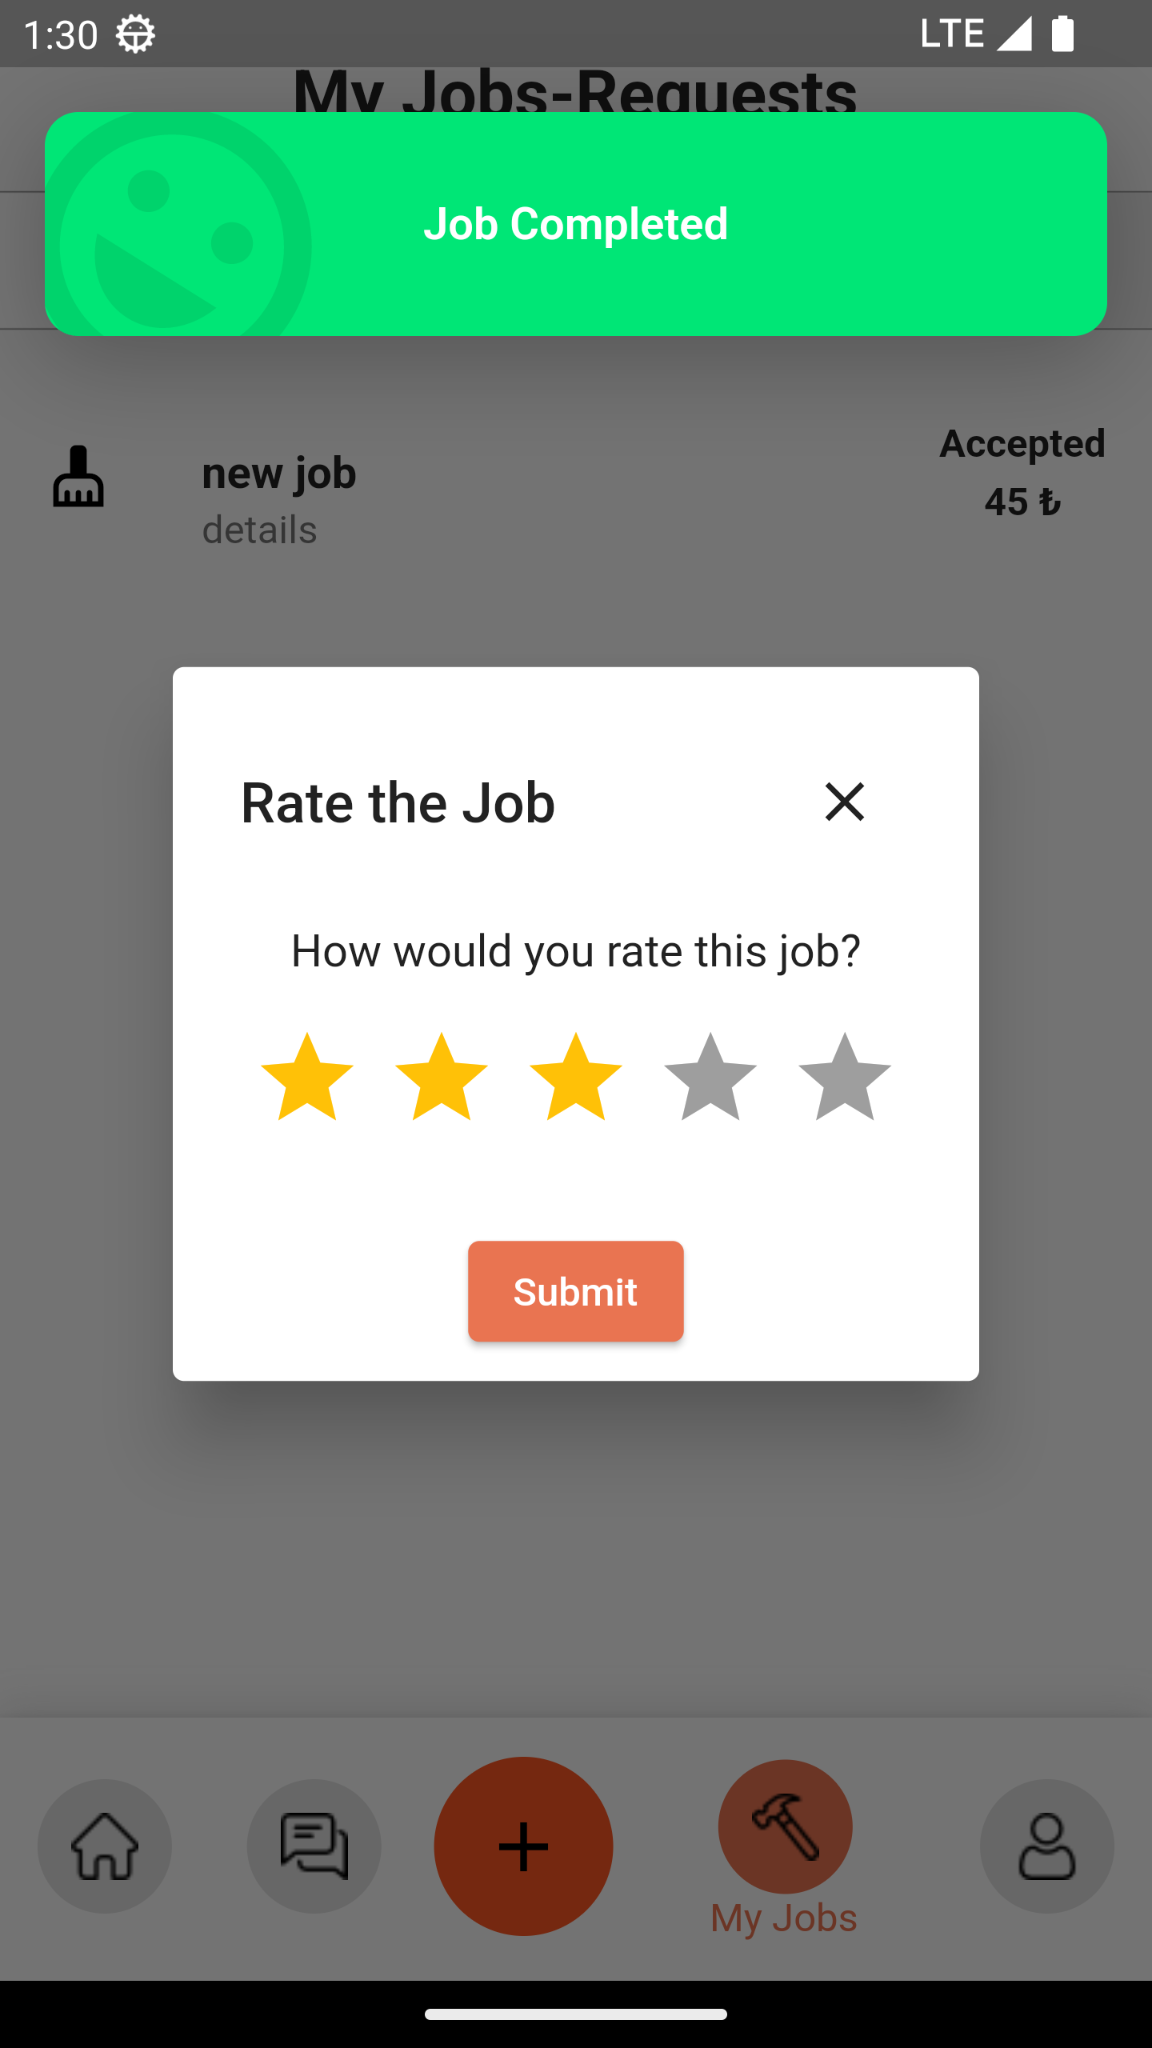 1:30
LTE
My Jobs-Requests
Job Completed
new job
details
Accepted
45 ₺
Rate the Job
How would you rate this job?
Submit
My Jobs